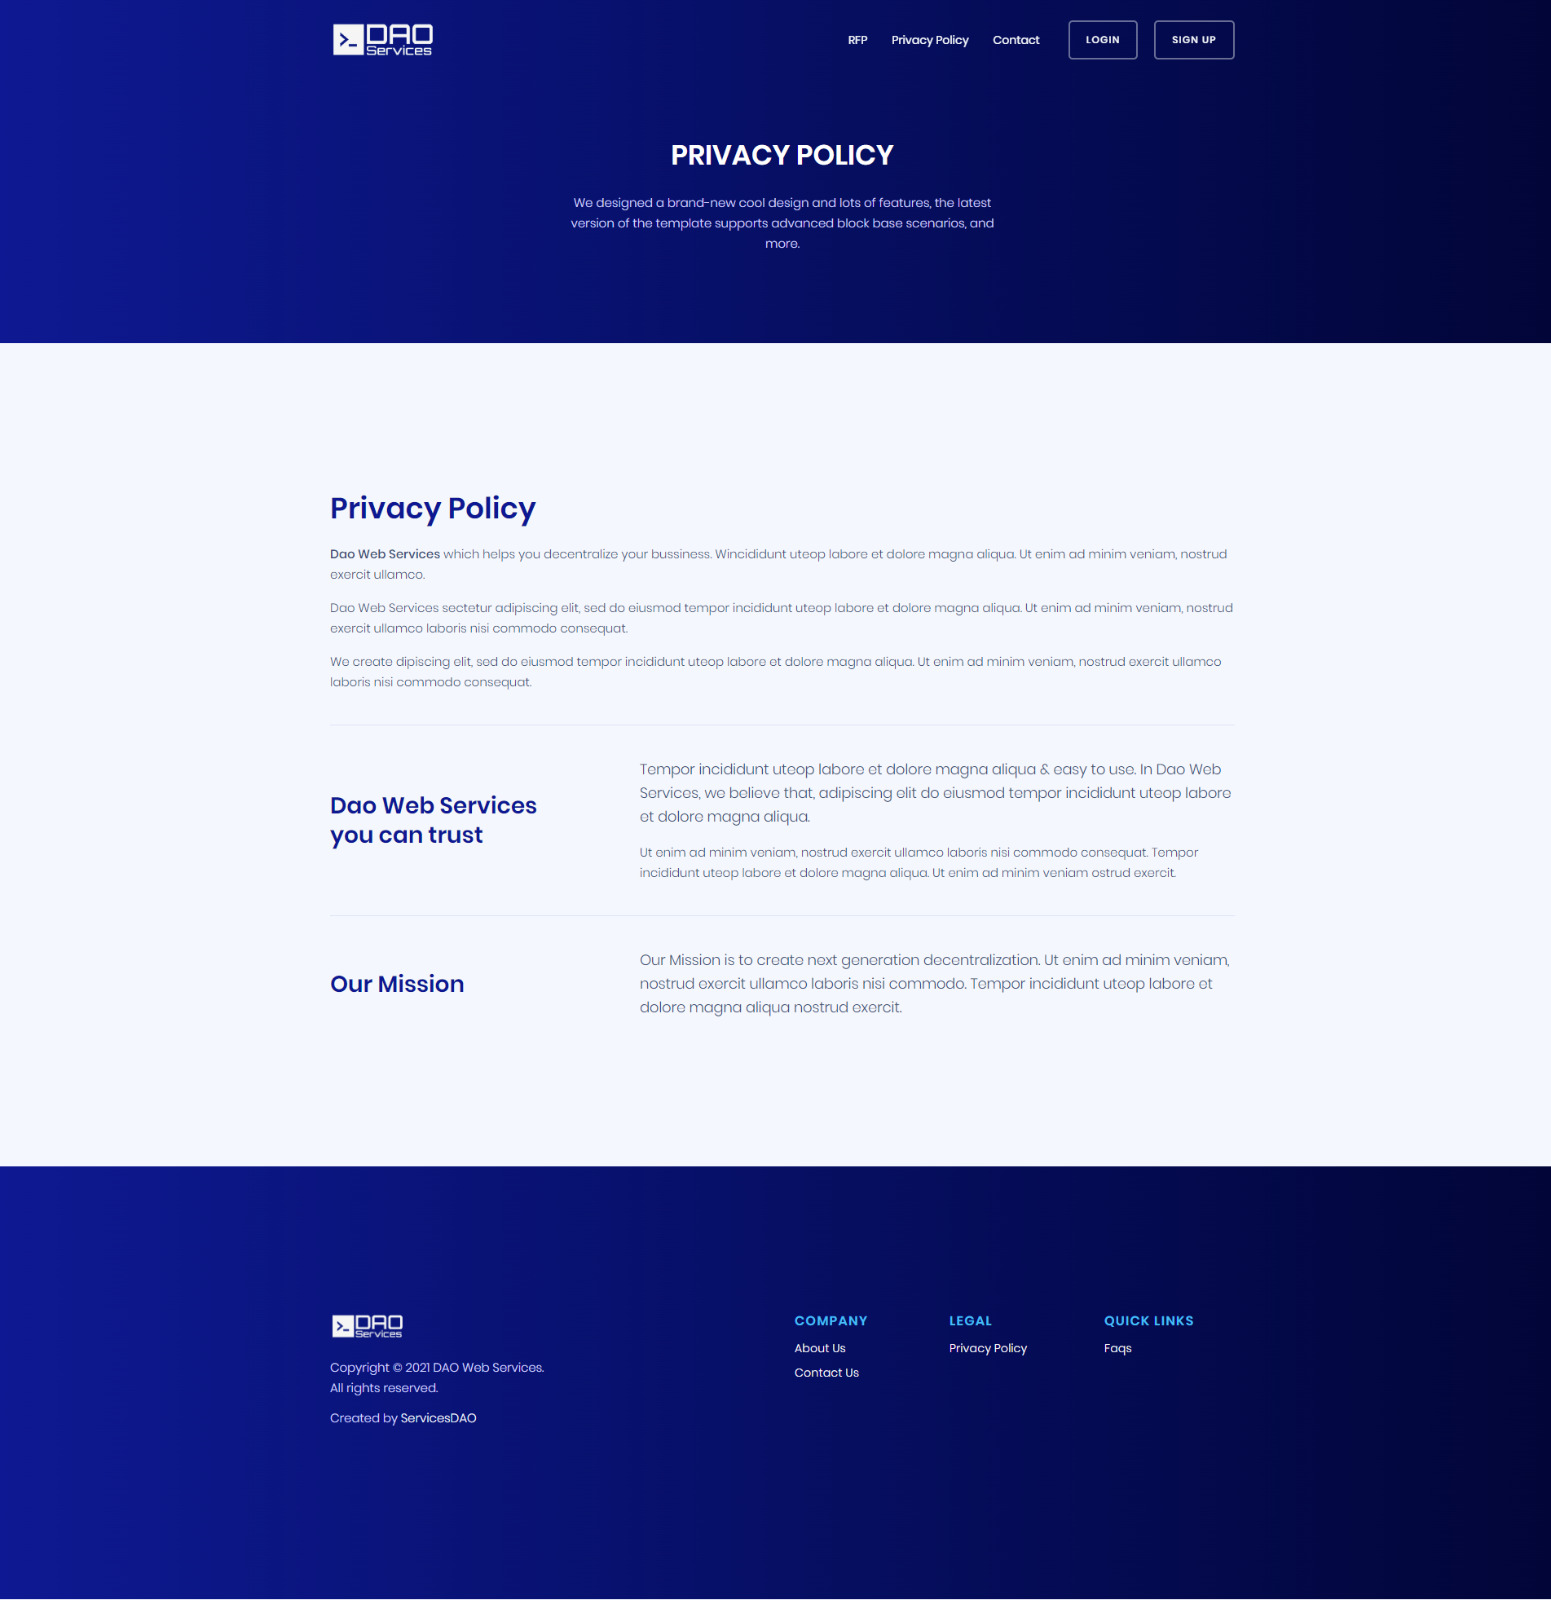 DAO
Services
RFP Privacy Policy Contact LOGIN SIGN UP
PRIVACY POLICY
We designed a brand-new cool design and lots of features, the latest
version of the template supports advanced block base scenarios, and
more.
Privacy Policy
Dao Web Services which helps you decentralize your bussiness. Wincididunt uteop labore et dolore magna aliqua. Ut enim ad minim veniam, nostrud
exercit ullamco.
Dao Web Services sectetur adipiscing elit, sed do eiusmod tempor incididunt uteop labore et dolore magna aliqua. Ut enim ad minim veniam, nostrud
exercit ullamco laboris nisi commodo consequat.
We create dipiscing elit, sed do eiusmod tempor incididunt uteop labore et dolore magna aliqua. Ut enim ad minim veniam, nostrud exercit ullamco
laboris nisi commodo consequat.
Dao Web Services
you can trust
Tempor incididunt uteop labore et dolore magna aliqua & easy to use. In Dao Web
Services, we believe that, adipiscing elit do eiusmod tempor incididunt uteop labore
et dolore magna aliqua.
Ut enim ad minim veniam, nostrud exercit ullamco laboris nisi commodo consequat. Tempor
incididunt uteop labore et dolore magna aliqua. Ut enim ad minim veniam ostrud exercit.
Our Mission
Our Mission is to create next generation decentralization. Ut enim ad minim veniam,
nostrud exercit ullamco laboris nisi commodo. Tempor incididunt uteop labore et
dolore magna aliqua nostrud exercit.
DAO
Services
Copyright © 2021 DAO Web Services.
All rights reserved.
Created by ServicesDAO
COMPANY
About Us
Contact Us
LEGAL
Privacy Policy
QUICK LINKS
Faqs